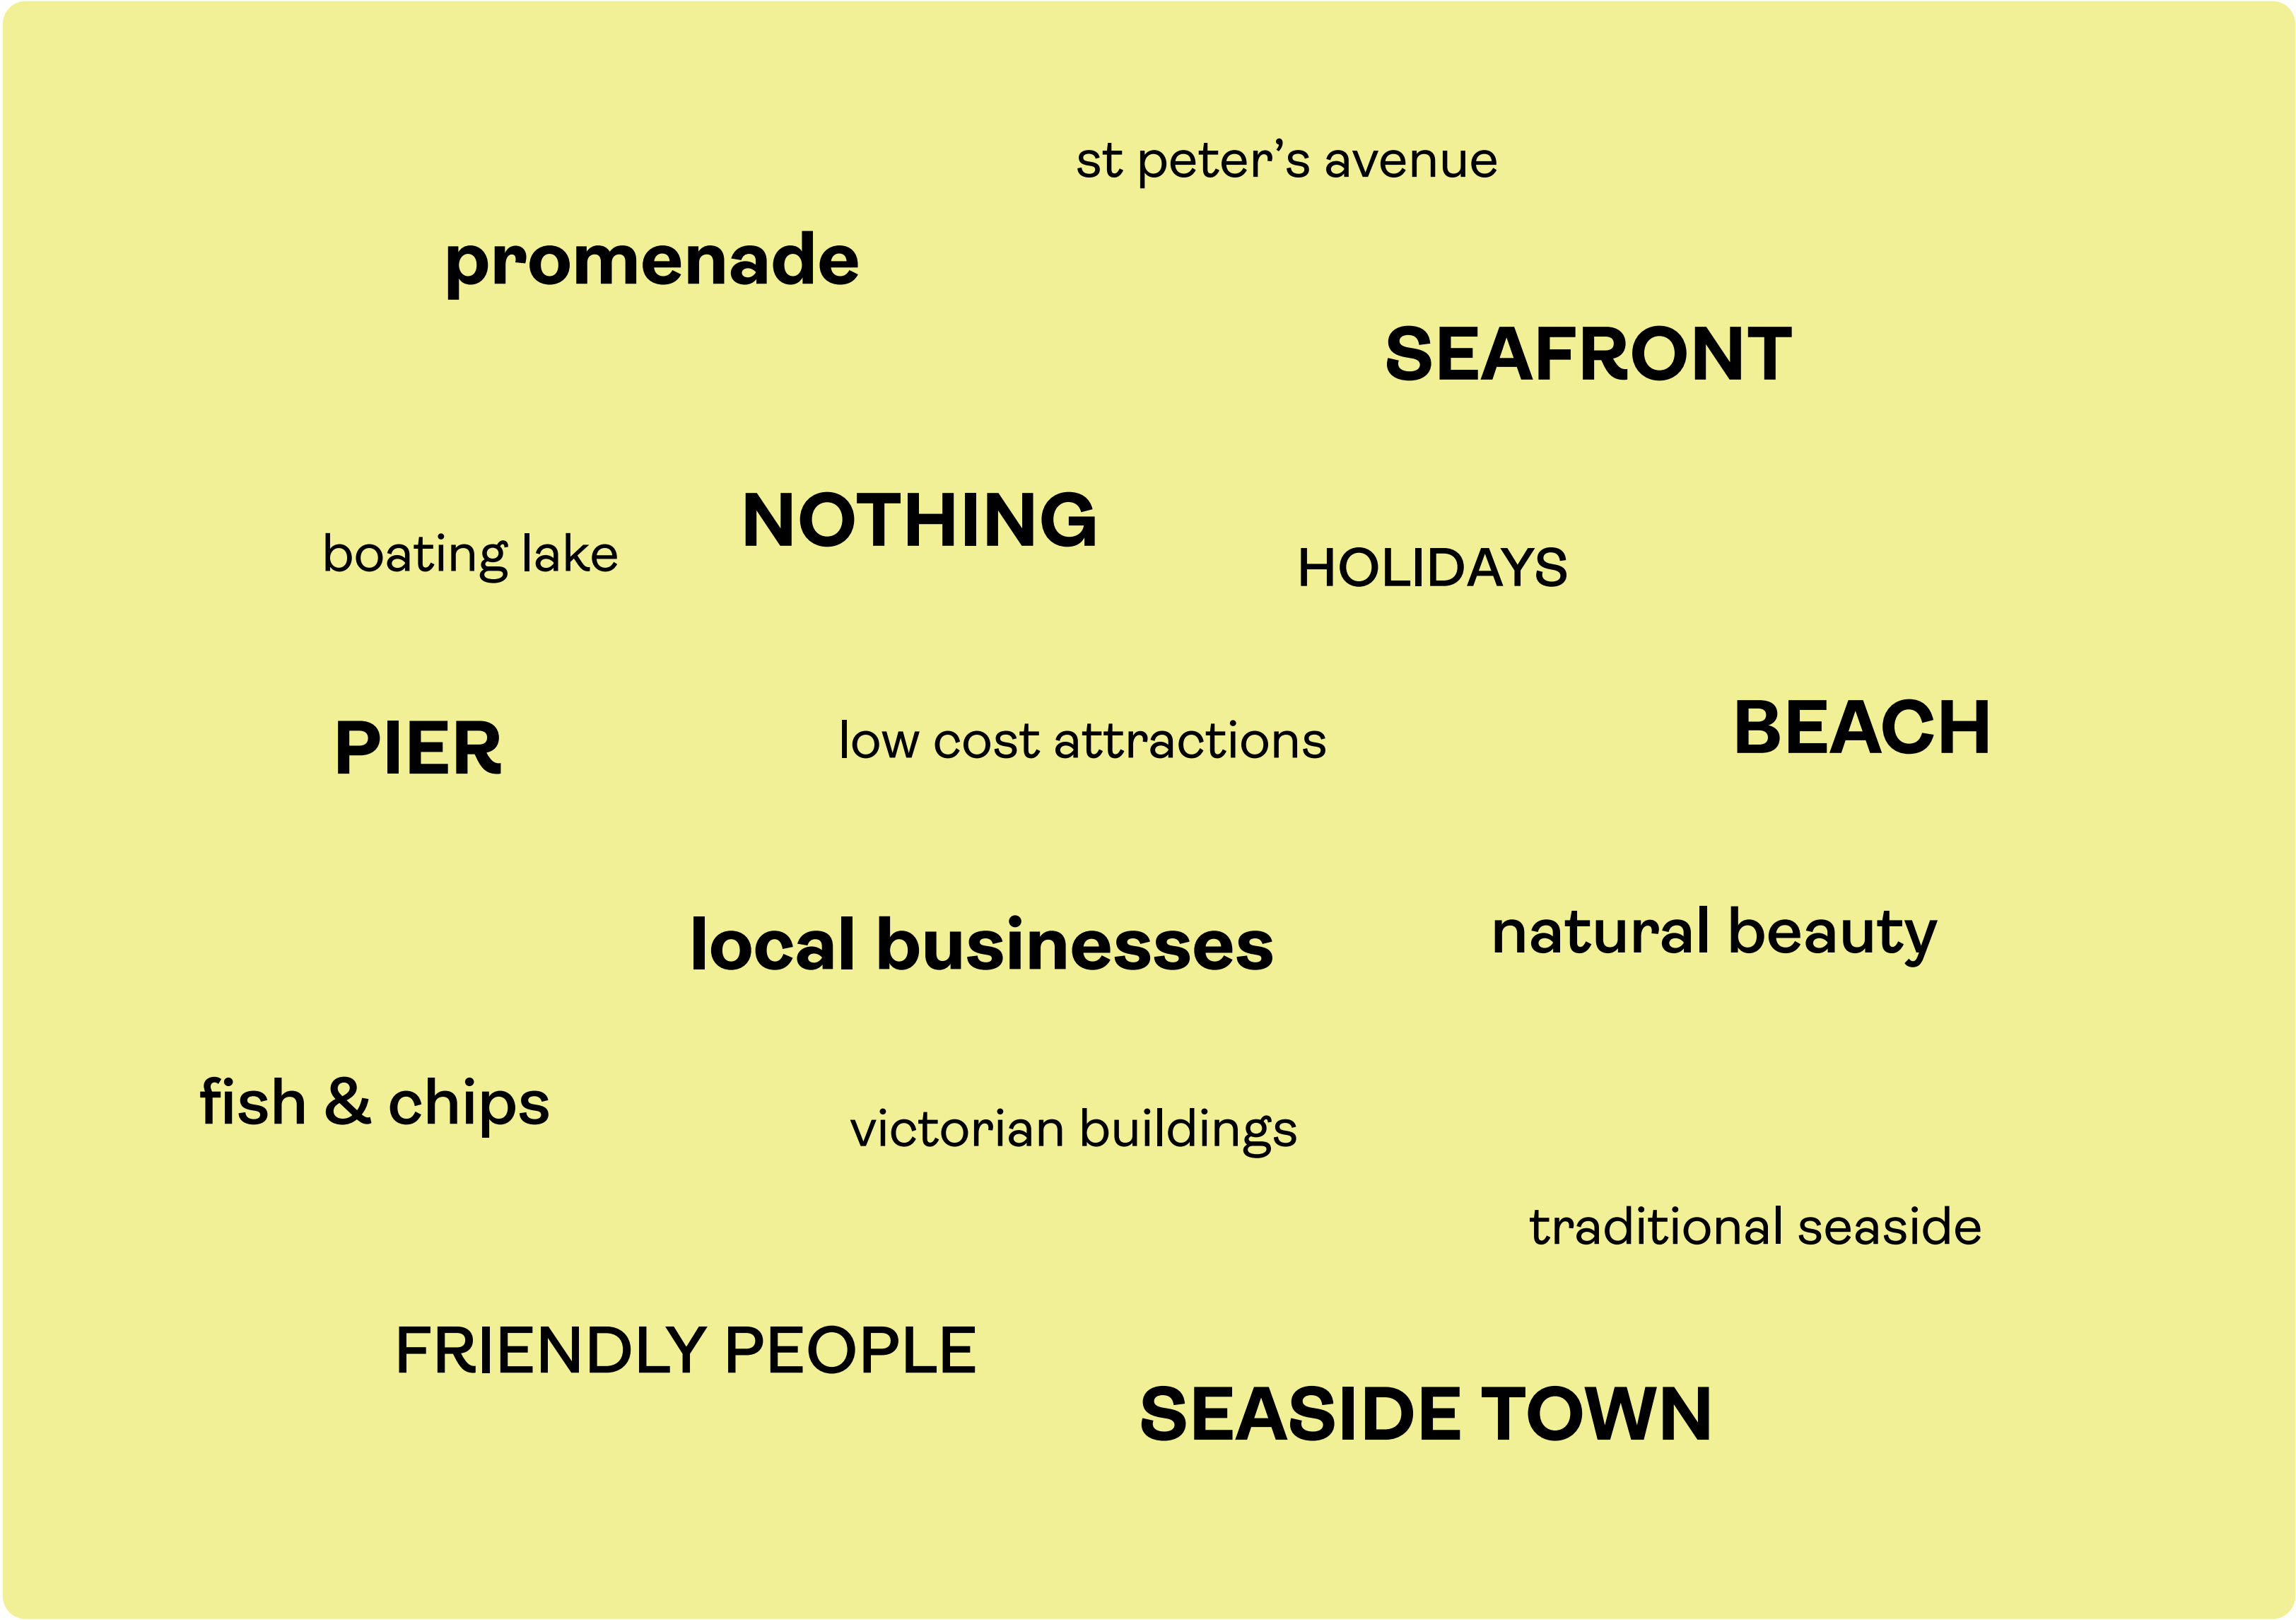 st peter’s avenue
promenade
SEAFRONT
NOTHING
boating lake
HOLIDAYS
PIER
low cost attractions
BEACH
local businesses
natural beauty
fish & chips
victorian buildings
traditional seaside
FRIENDLY PEOPLE
SEASIDE TOWN